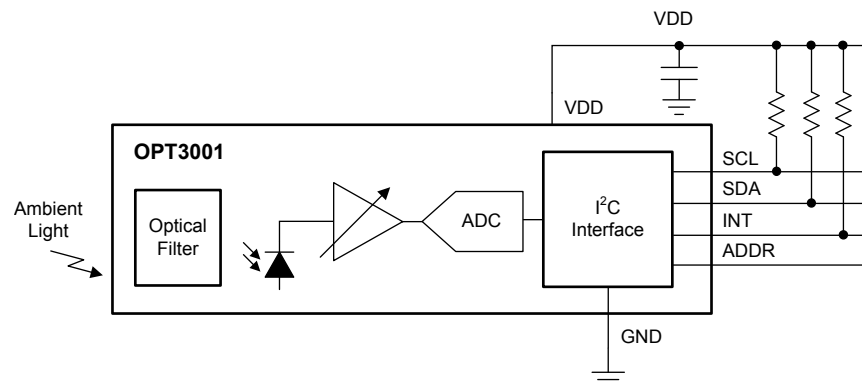 VDD
VDD
OPT3001
SCL
SDA
INT
ADDR
Ambient
Light
Optical
Filter
ADC
I²C
Interface
GND